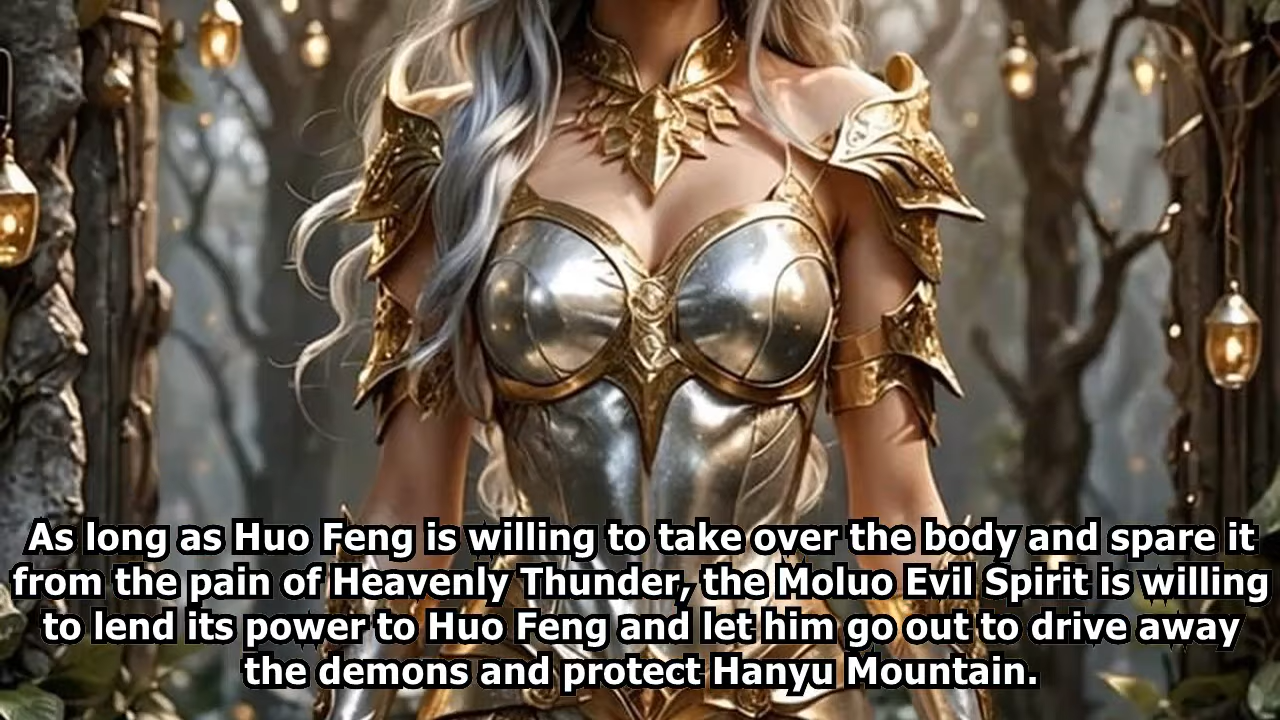 As long as Huo Feng is willing to take over the body and spare it
from the pain of Heavenly Thunder, the Moluo Evil Spirit is willing
to lend its power to Huo Feng and let him go out to drive away
the demons and protect Hanyu Mountain.